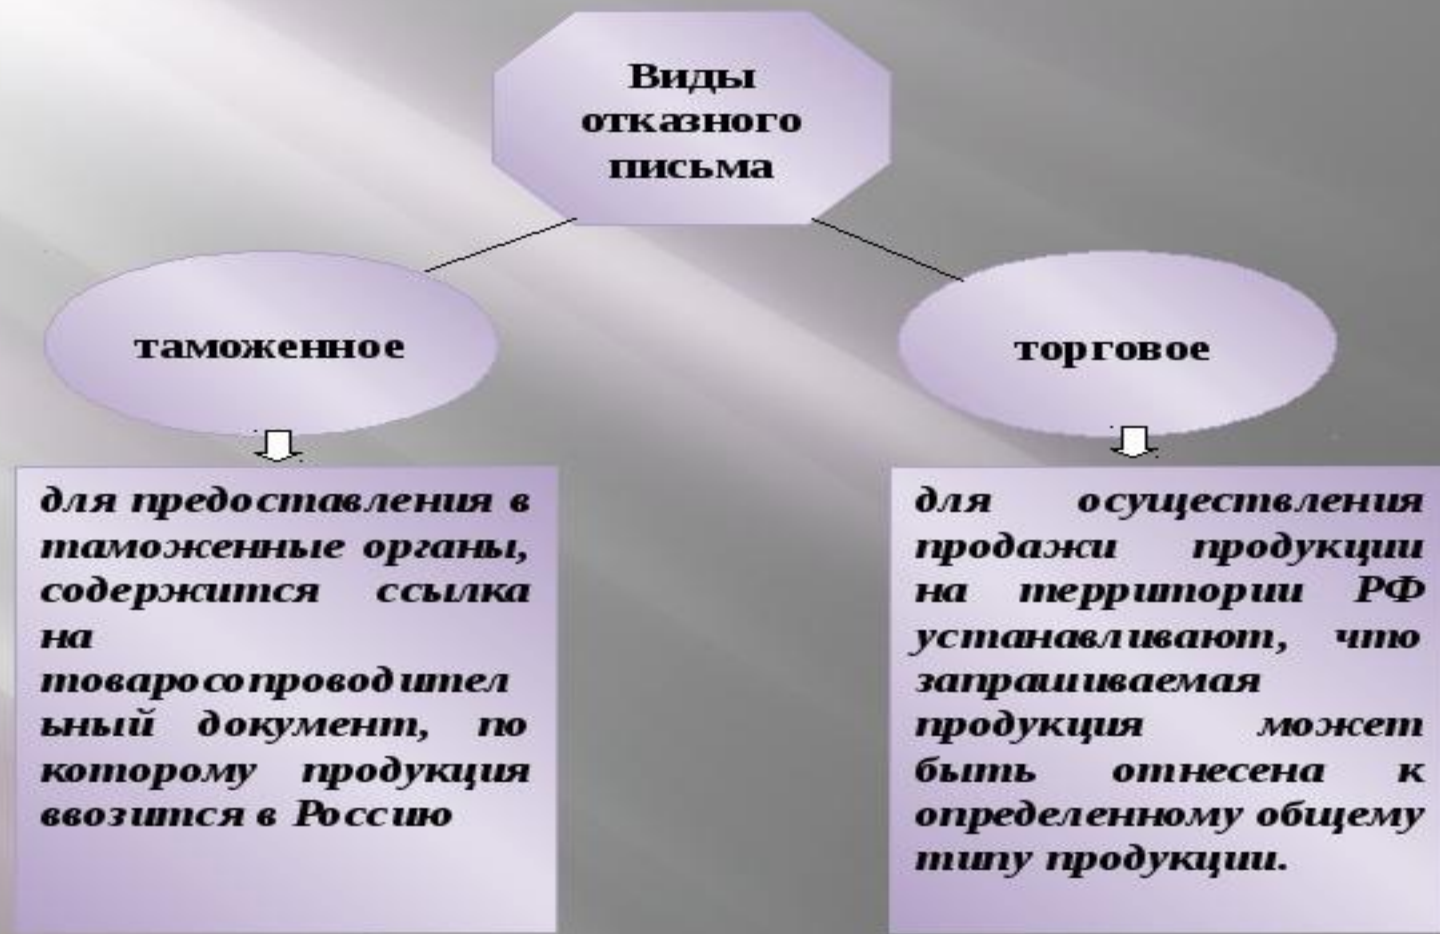 Виды
отказного
письма
таможенное
торговое
для предоставления в
таможенные органы,
содержится ссылка
на
товаросопроводител
ьный документ, по
которому продукция
ввозится в Россию
для осуществления
продажи продукции
на территории РФ
устанавливают, что
запрашиваемая
продукция может
быть отнесена к
определенному общему
типу продукции.